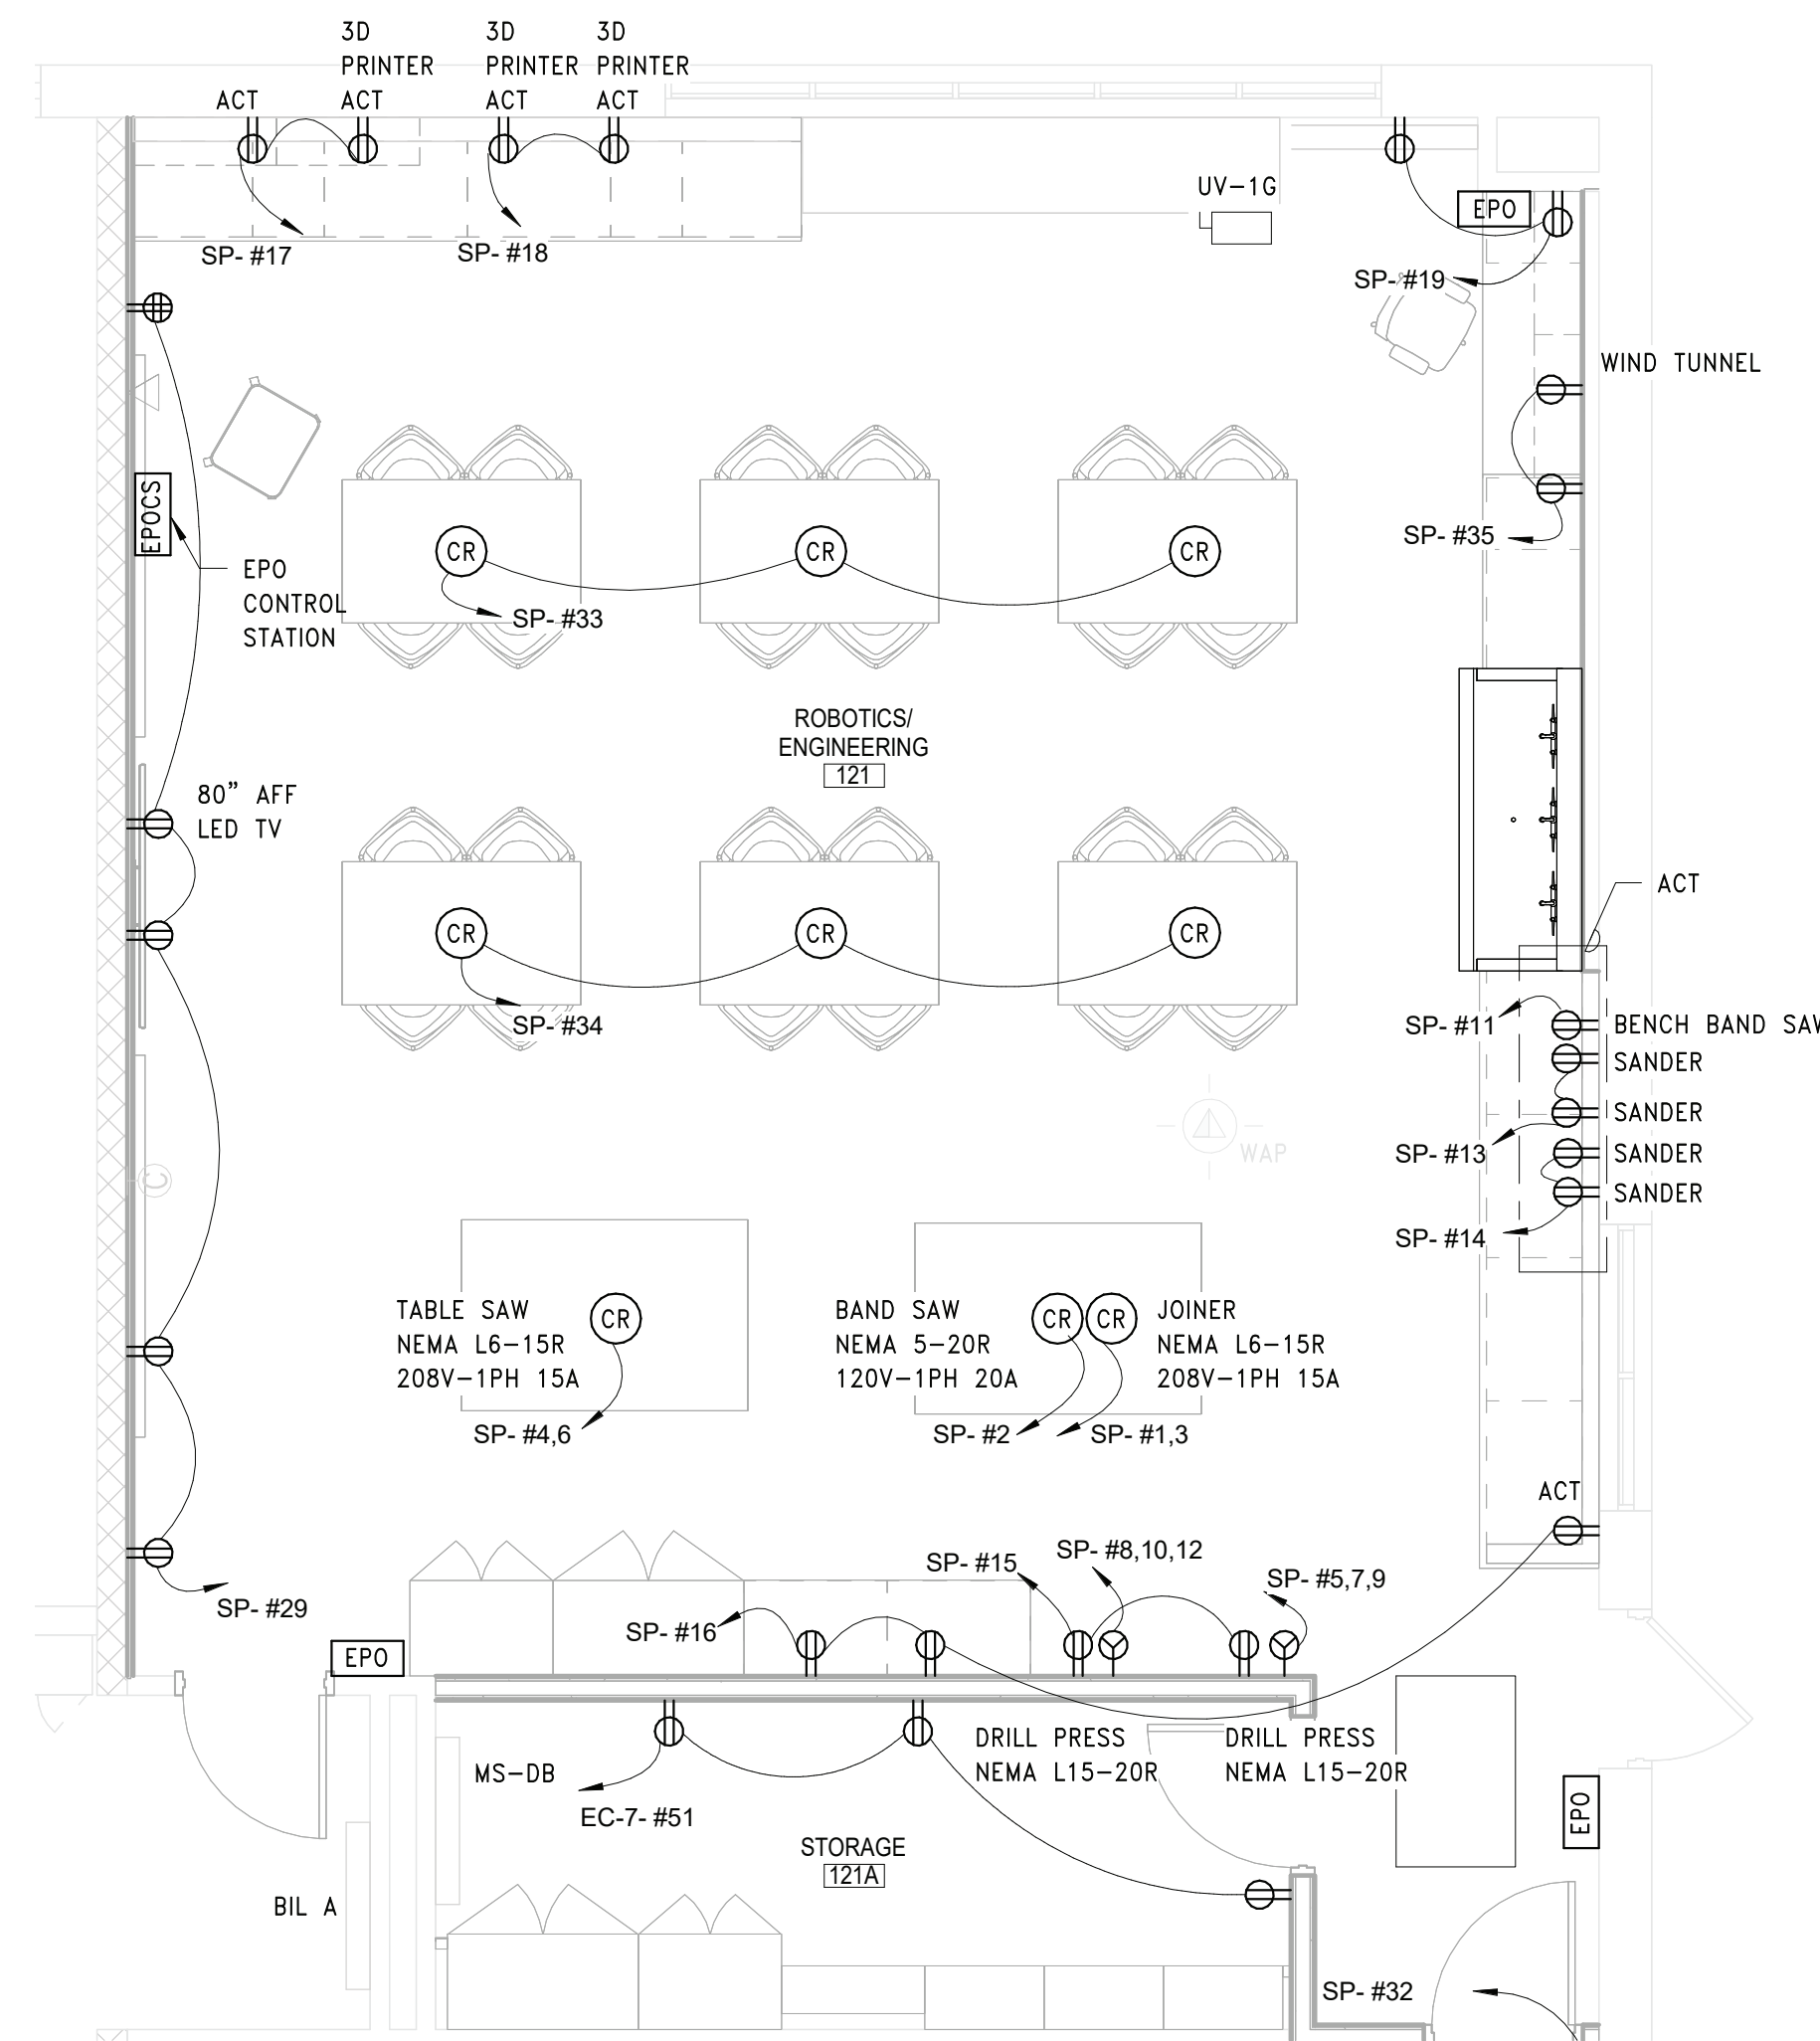 3D
PRINTER
ACT
3D
PRINTER
ACT
3D
PRINTER
ACT
ACT
SP- #17
SP- #18
UV-1G
EPO
SP- #19
WIND TUNNEL
EPOCS
EPO
CONTROL
STATION
CR
CR
CR
SP- #33
SP- #35
ROBOTICS/
ENGINEERING
121
80” AFF
LED TV
ACT
CR
CR
CR
SP- #34
SP- #11
BENCH BAND SAW
SANDER
SANDER
SP- #13
SANDER
SANDER
SP- #14
WAP
C
TABLE SAW
NEMA L6-15R
208V-1PH 15A
CR
SP- #4,6
BAND SAW
NEMA 5-20R
120V-1PH 20A
CR
CR
JOINER
NEMA L6-15R
208V-1PH 15A
SP- #2
SP- #1,3
ACT
SP- #15
SP- #8,10,12
SP- #5,7,9
SP- #29
SP- #16
EPO
MS-DB
EC-7- #51
DRILL PRESS
NEMA L15-20R
DRILL PRESS
NEMA L15-20R
EPO
STORAGE
121A
BIL A
SP- #32